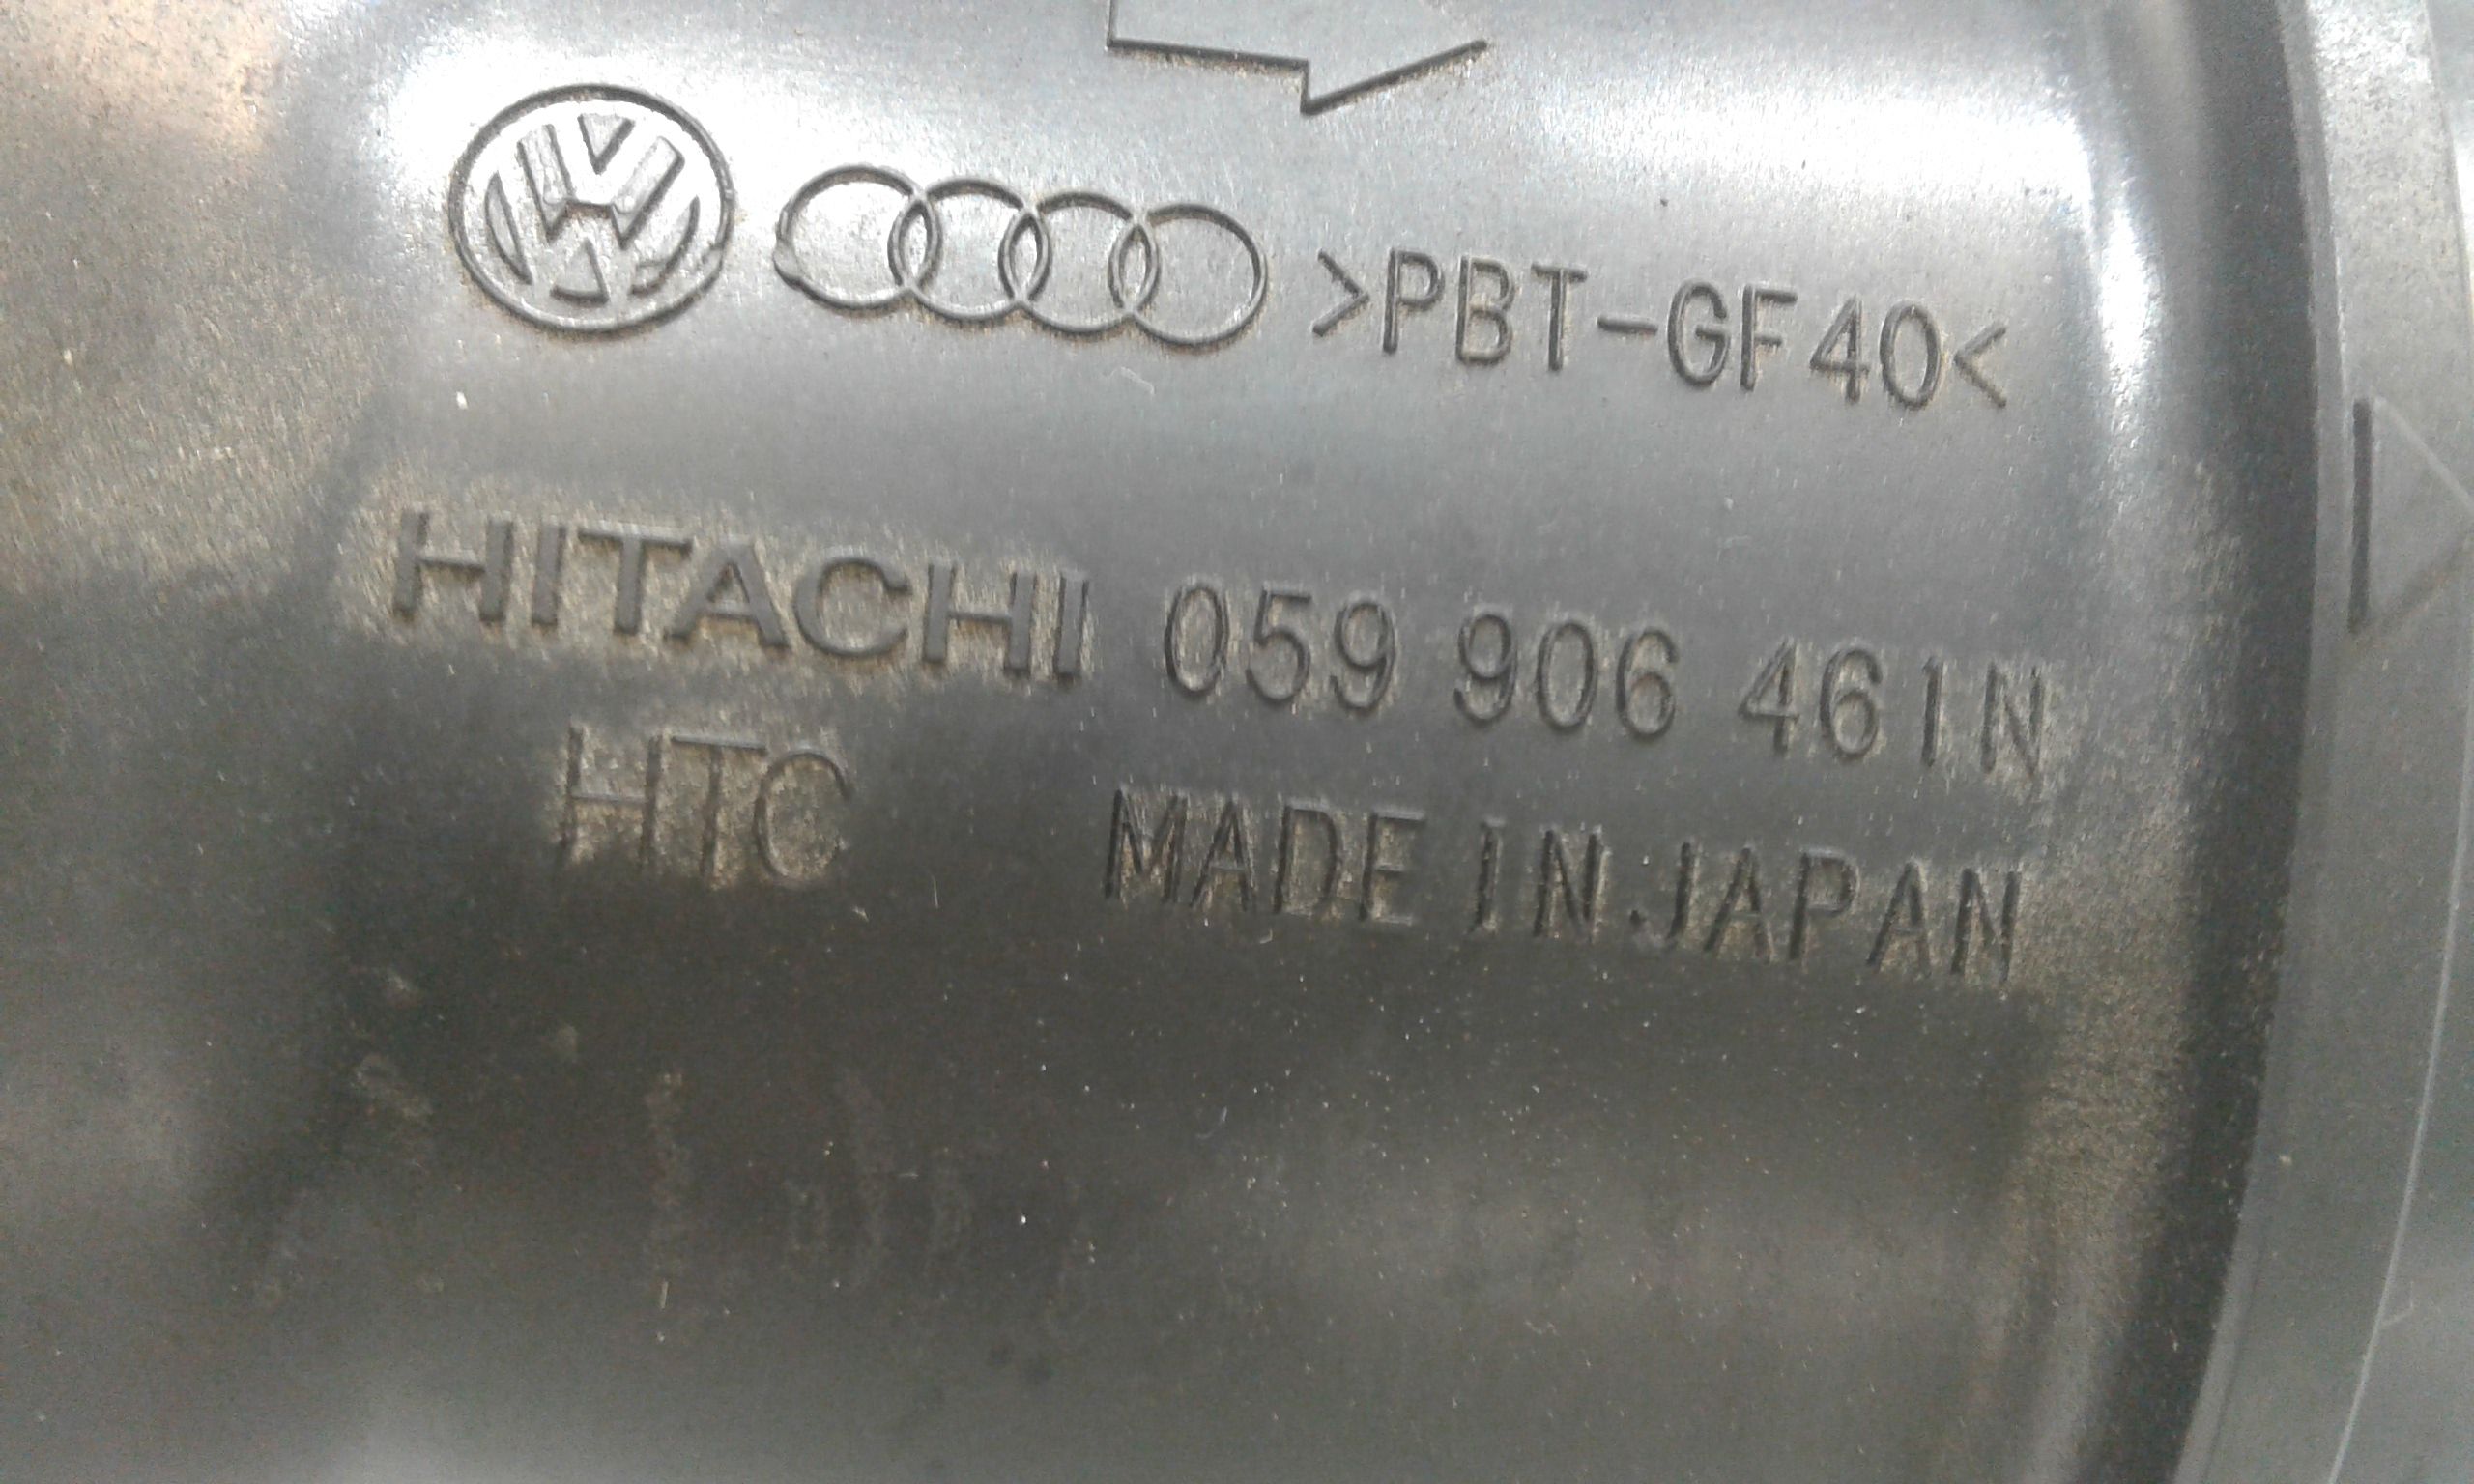 >PBT-GF40<
HITACHI 059 906 461N
HTC MADE IN JAPAN